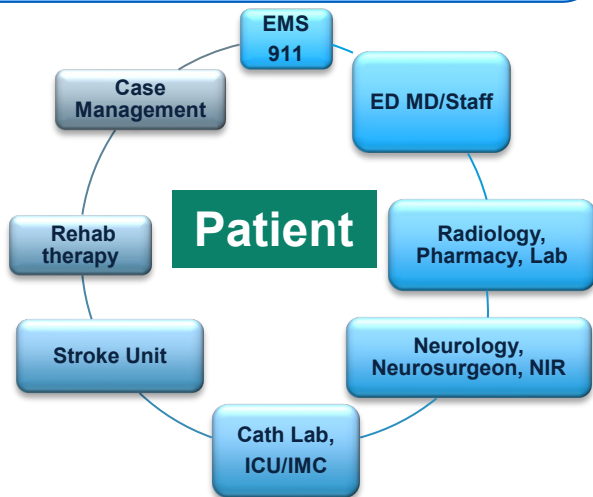 EMS
911
ED MD/Staff
Radiology,
Pharmacy, Lab
Neurology,
Neurosurgeon, NIR
Cath Lab,
ICU/IMC
Stroke Unit
Rehab
therapy
Case
Management
Patient